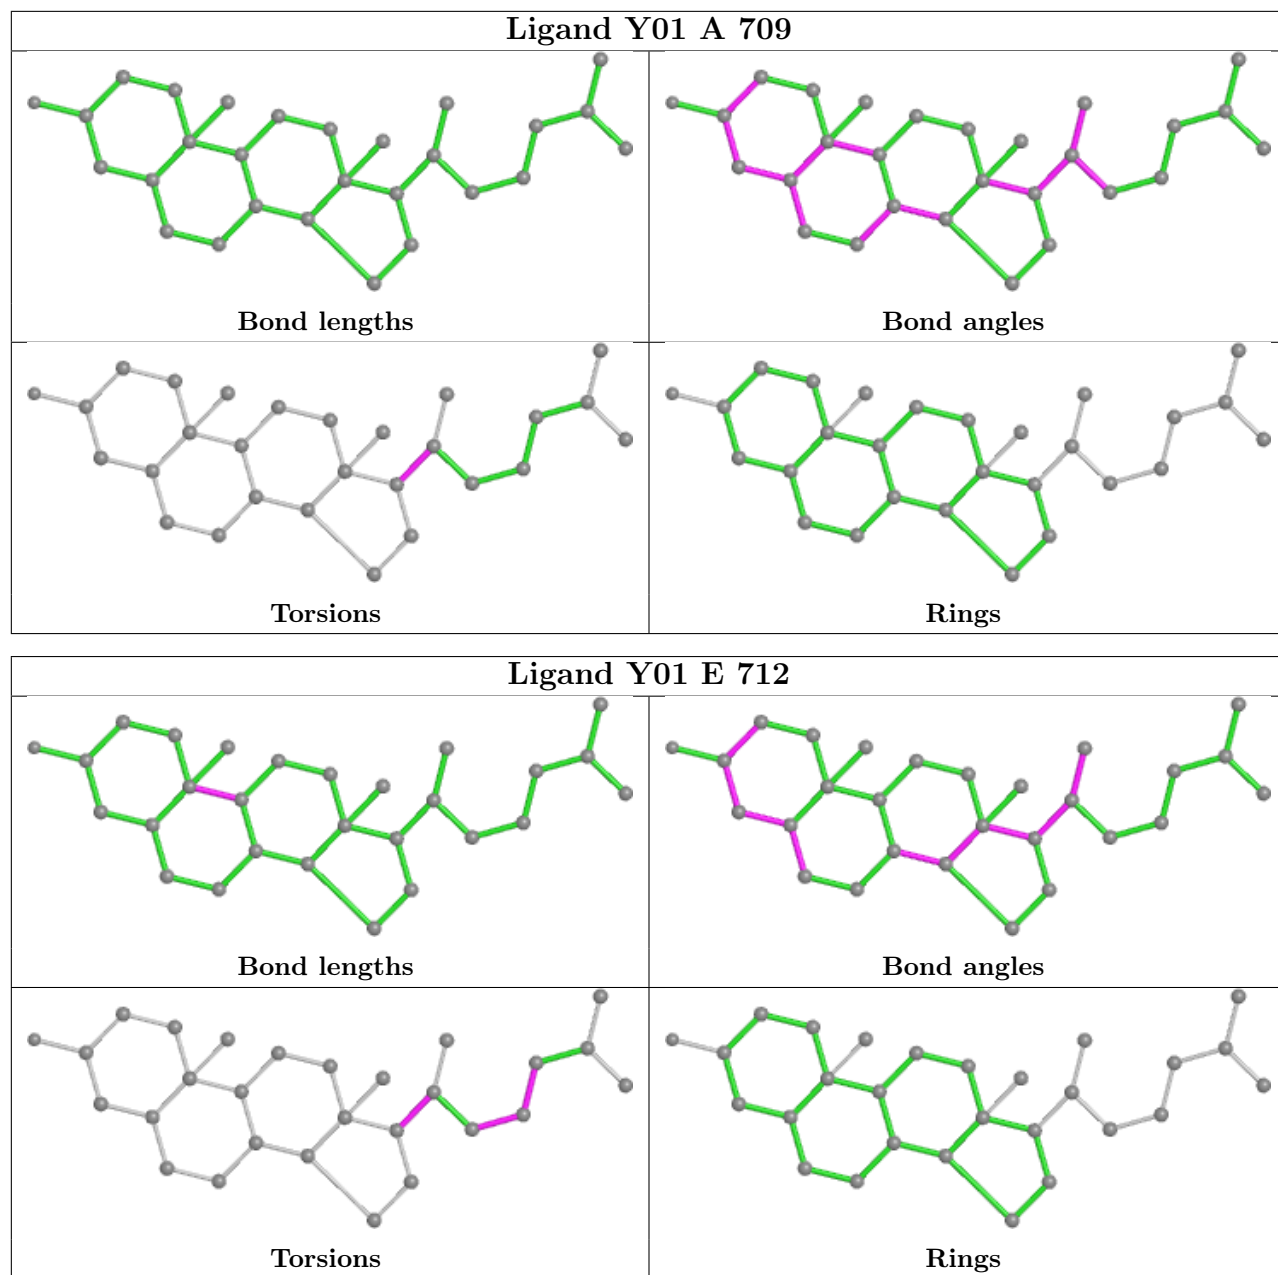 Ligand Y01 A 709
Bond lengths
Bond angles
Torsions
Rings
Ligand Y01 E 712
Bond lengths
Bond angles
Torsions
Rings